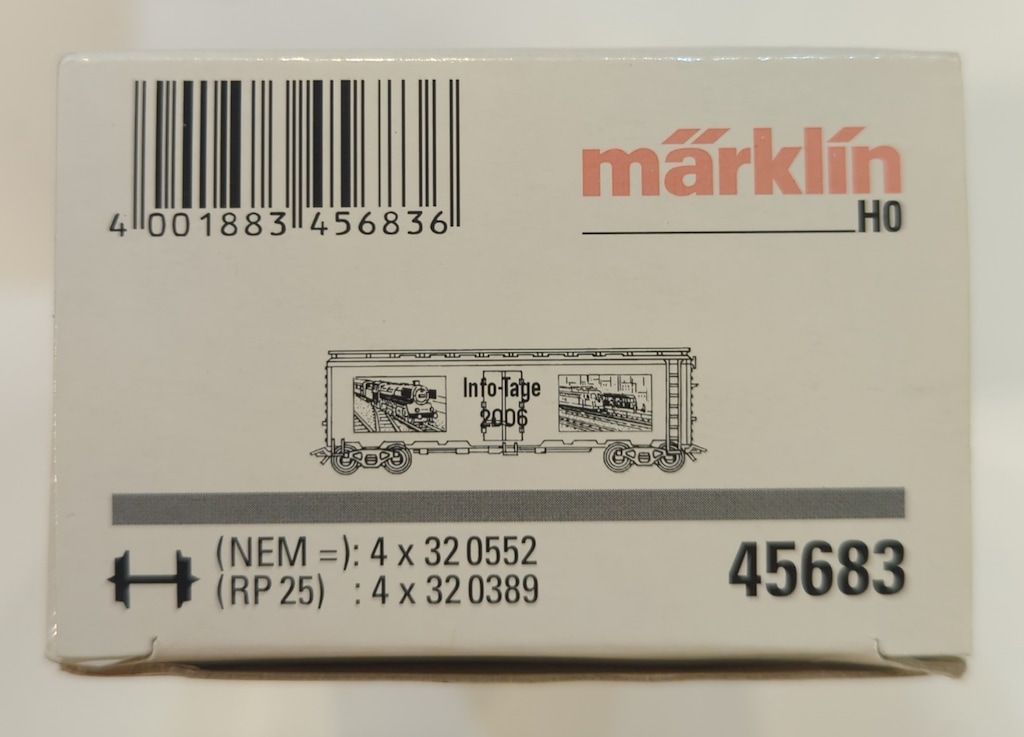 4 001883 456836
märklin
H0
Info-Tage
2006
(NEM =): 4 x 32 0552
(RP 25) : 4 x 32 0389
45683